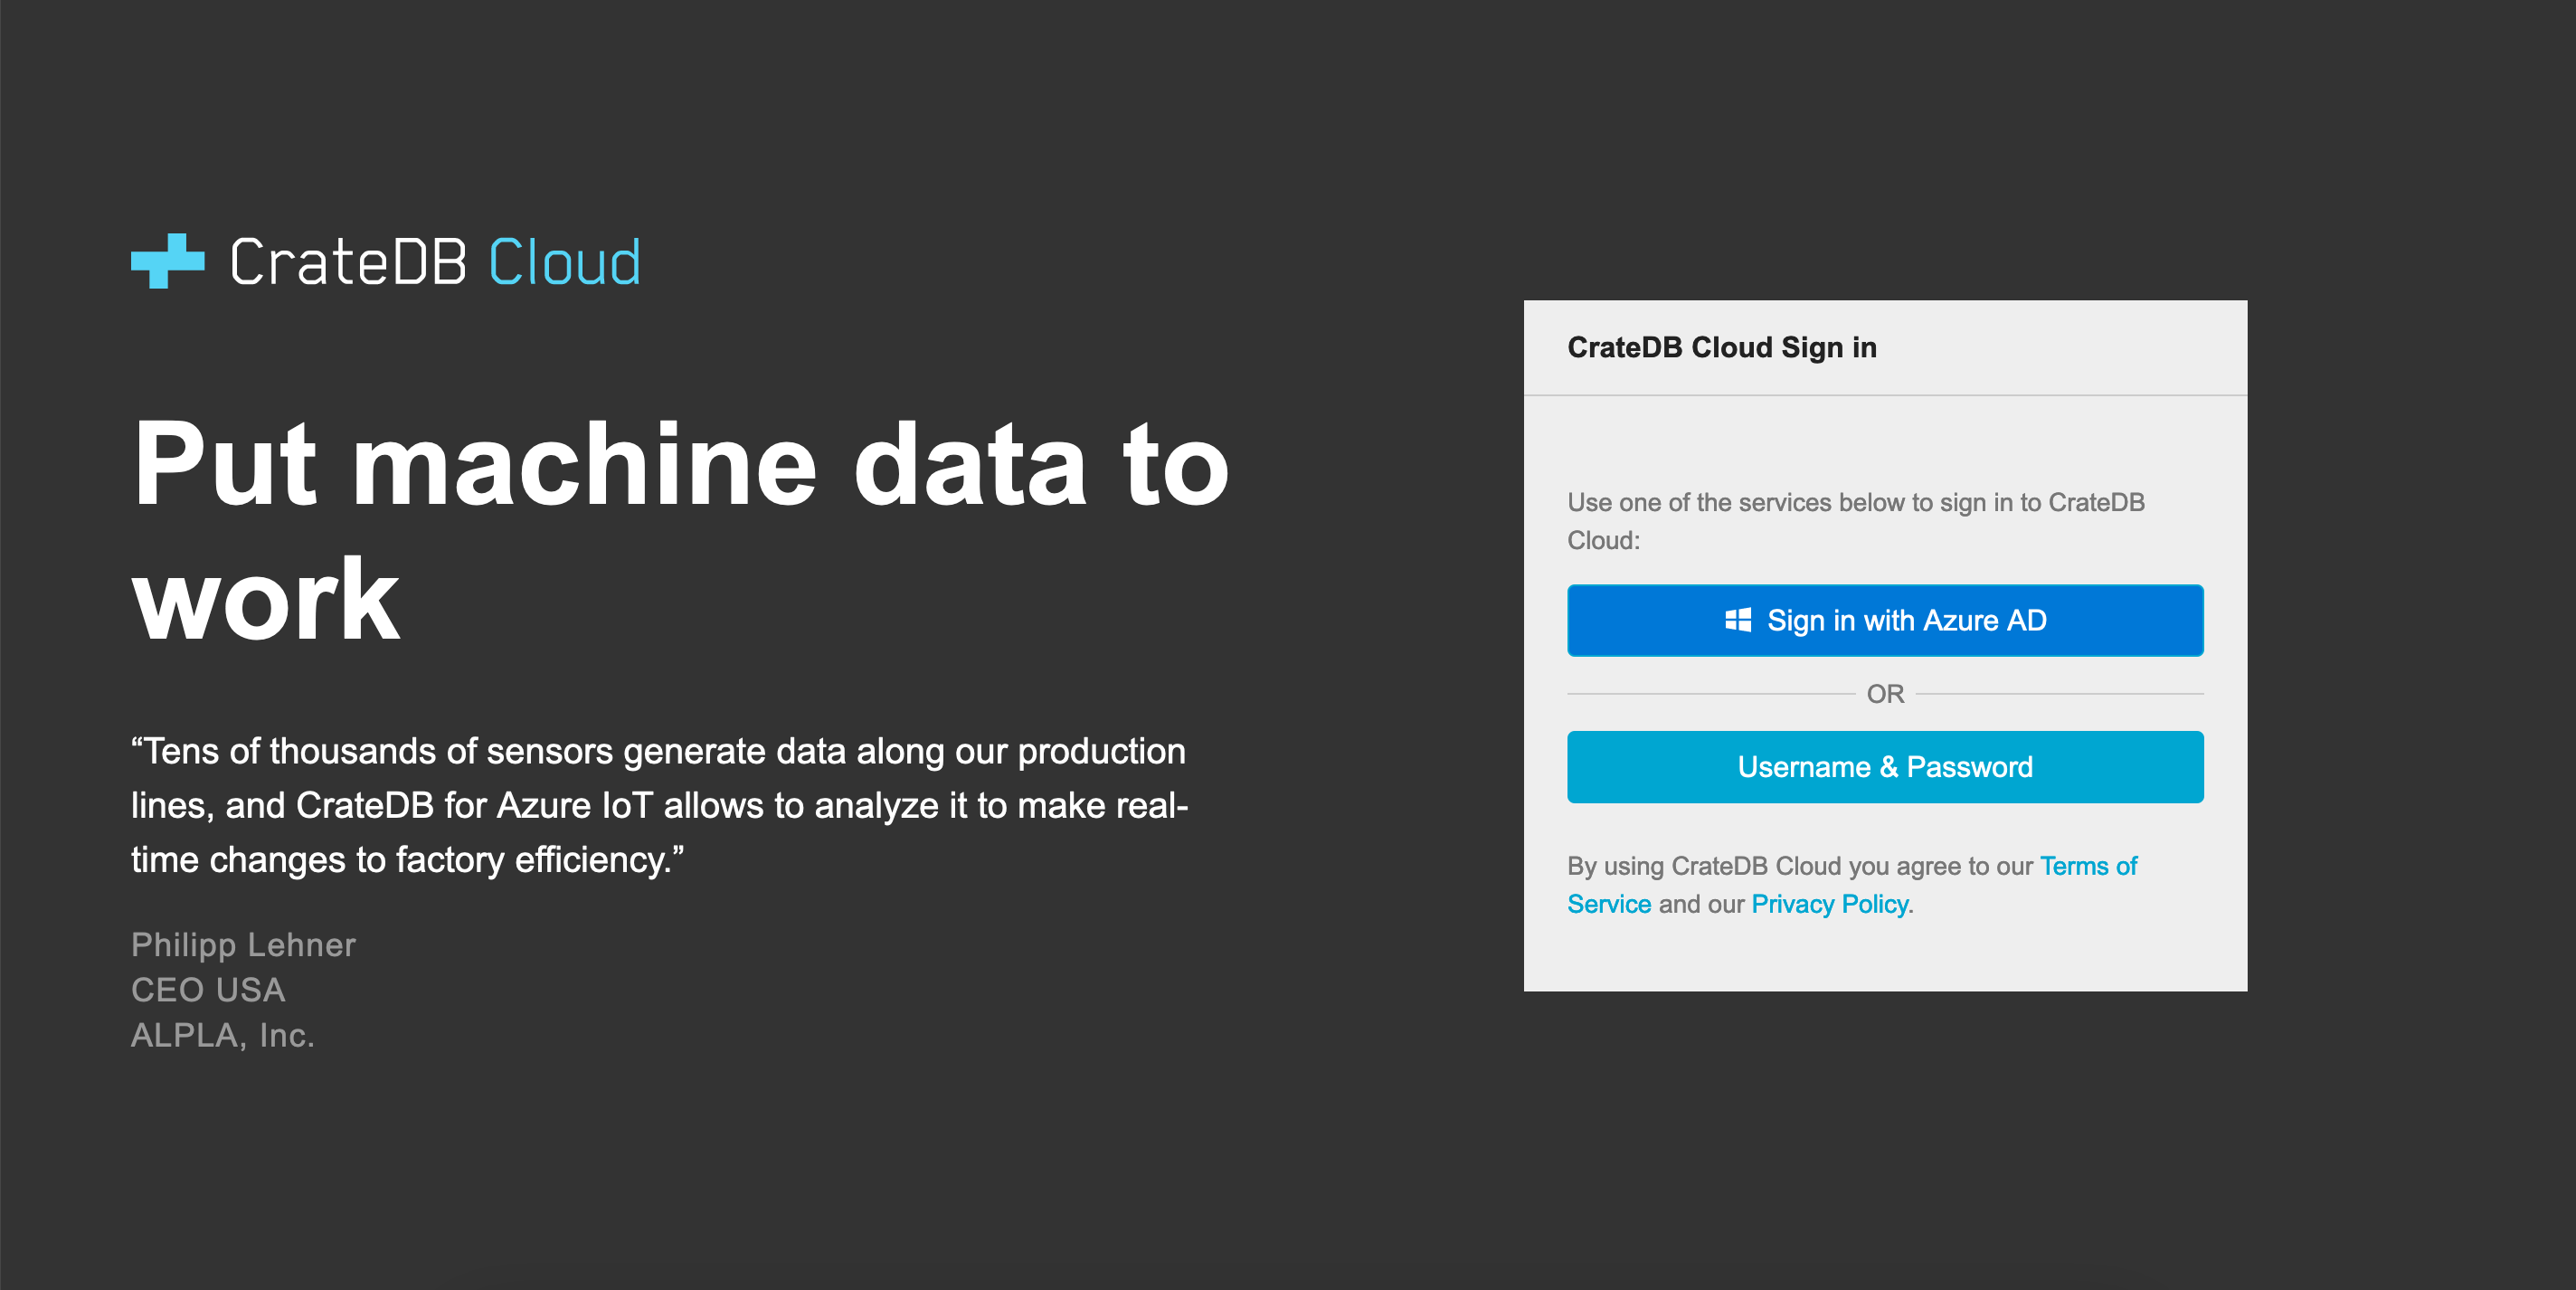 CrateDB Cloud
Put machine data to
work
“Tens of thousands of sensors generate data along our production
lines, and CrateDB for Azure IoT allows to analyze it to make real-
time changes to factory efficiency.”
Philipp Lehner
CEO USA
ALPLA, Inc.
CrateDB Cloud Sign in
Use one of the services below to sign in to CrateDB
Cloud:
Sign in with Azure AD
OR
Username & Password
By using CrateDB Cloud you agree to our Terms of
Service and our Privacy Policy.